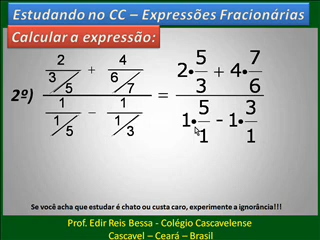 Estudando no CC – Expressões Fracionárias
Calcular a expressão:
2º)
2/(3/5) + 4/(6/7)
1/(1/5) − 1/(1/3)
=
2•5/3 + 4•7/6
1•5/1 - 1•3/1
Se você acha que estudar é chato ou custa caro, experimente a ignorância!!!
Prof. Edir Reis Bessa - Colégio Cascavelense
Cascavel – Ceará – Brasil